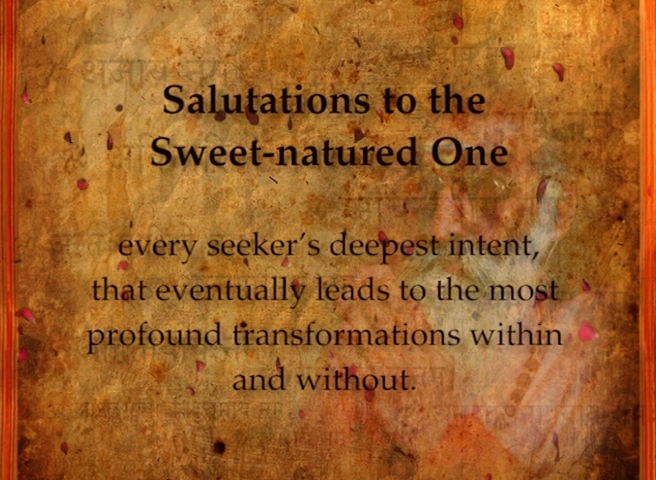 Salutations to the
Sweet-natured One
every seeker's deepest intent,
that eventually leads to the most
profound transformations within
and without.